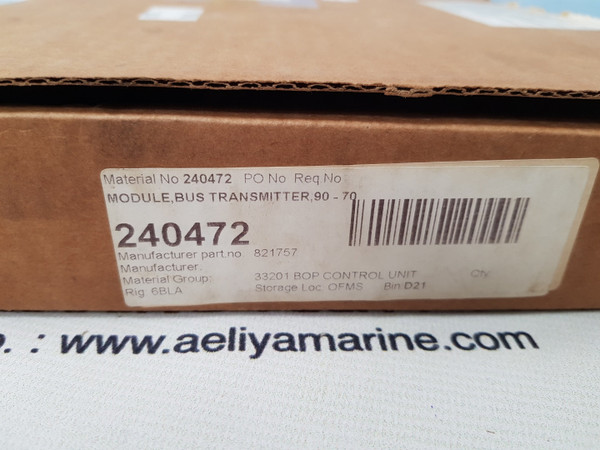 Material No 240472 PO No Req No
MODULE,BUS TRANSMITTER,90 - 70
240472
Manufacturer part.no 821757
Manufacturer:
Material Group: 33201 BOP CONTROL UNIT Qty
Rig 6BLA Storage Loc OFMS Bin D21
. : www.aeliyamarine.com